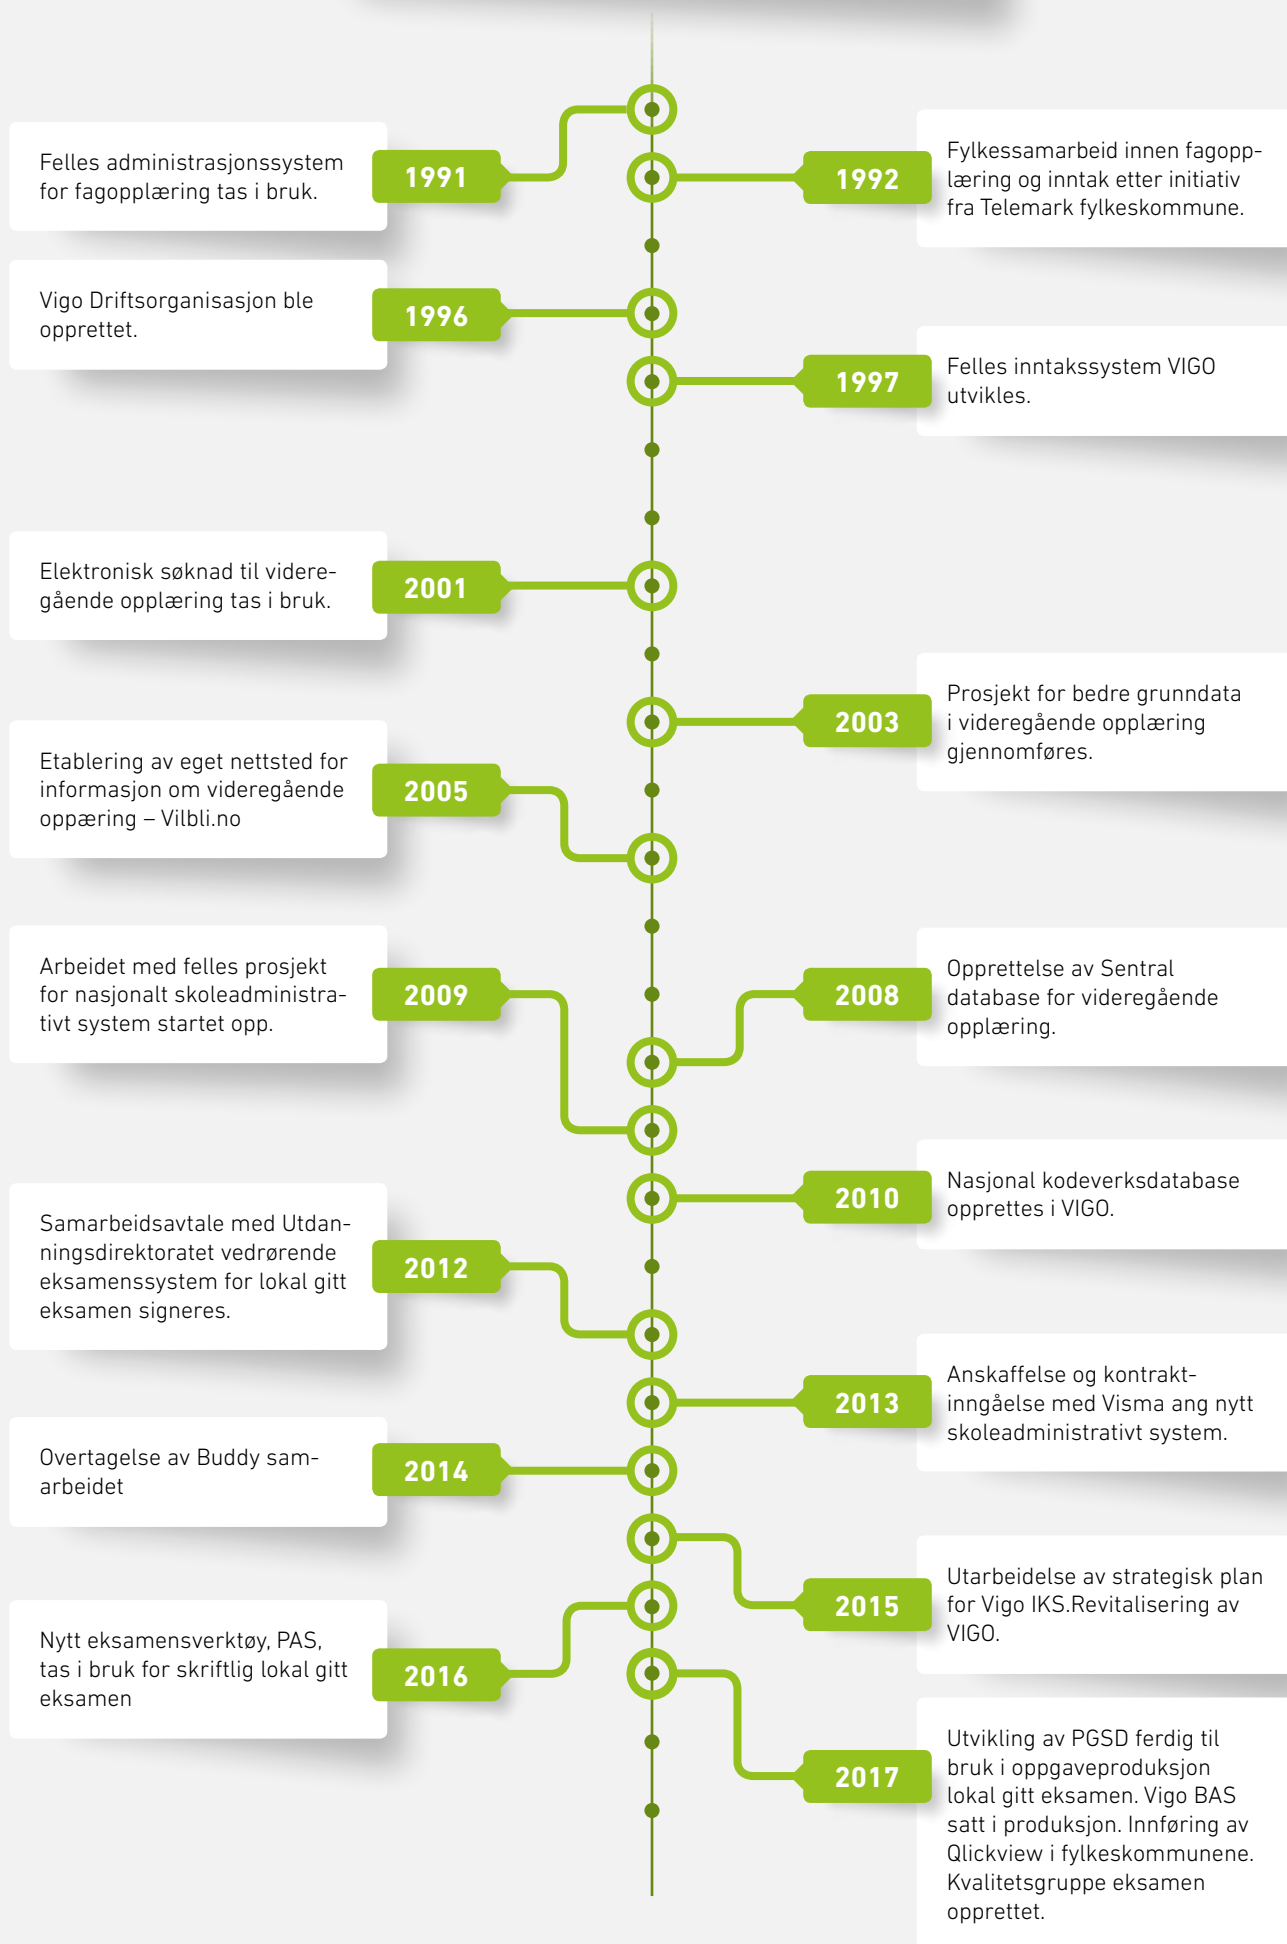 Felles administrasjonssystem
for fagopplæring tas i bruk.
1991
1992
Fylkessamarbeid innen fagopp-
læring og inntak etter initiativ
fra Telemark fylkeskommune.
Vigo Driftsorganisasjon ble
opprettet.
1996
1997
Felles inntakssystem VIGO
utvikles.
Elektronisk søknad til videre-
gående opplæring tas i bruk.
2001
2003
Prosjekt for bedre grunndata
i videregående opplæring
gjennomføres.
Etablering av eget nettsted for
informasjon om videregående
oppæring – Vilbli.no
2005
2008
Opprettelse av Sentral
database for videregående
opplæring.
Arbeidet med felles prosjekt
for nasjonalt skoleadministra-
tivt system startet opp.
2009
2010
Nasjonal kodeverksdatabase
opprettes i VIGO.
Samarbeidsavtale med Utdan-
ningsdirektoratet vedrørende
eksamenssystem for lokal gitt
eksamen signeres.
2012
2013
Anskaffelse og kontrakt-
inngåelse med Visma ang nytt
skoleadministrativt system.
Overtagelse av Buddy sam-
arbeidet
2014
2015
Utarbeidelse av strategisk plan
for Vigo IKS.Revitalisering av
VIGO.
Nytt eksamensverktøy, PAS,
tas i bruk for skriftlig lokal gitt
eksamen
2016
2017
Utvikling av PGSD ferdig til
bruk i oppgaveproduksjon
lokal gitt eksamen. Vigo BAS
satt i produksjon. Innføring av
Qlickview i fylkeskommunene.
Kvalitetsgruppe eksamen
opprettet.